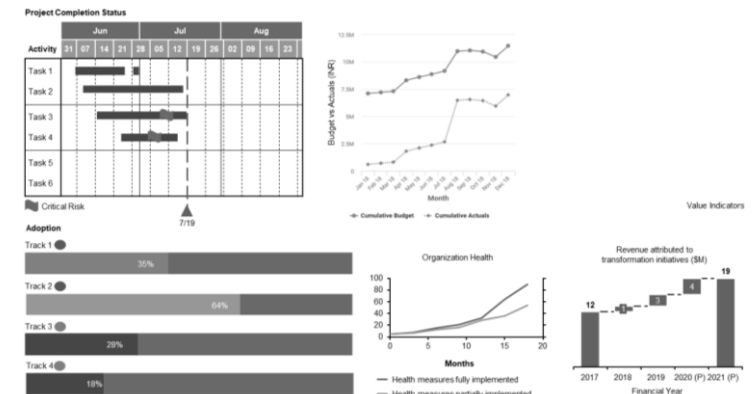 Project Completion Status
Jun Jul Aug
Activity 31 07 14 21 28 05 12 19 26 02 09 16 23
Task 1
Task 2
Task 3
Task 4
Task 5
Task 6
Critical Risk
7/19
12.5M
10M
7.5M
5M
2.5M
0
Budget vs Actuals (INR)
Jan 18 Feb 18 Mar 18 Apr 18 May 18 Jun 18 Jul 18 Aug 18 Sep 18 Oct 18 Nov 18 Dec 18
Month
Cumulative Budget Cumulative Actuals
Value Indicators
Adoption
Track 1
35%
Track 2
64%
Track 3
28%
Track 4
18%
Organization Health
100
80
60
40
20
0
0 5 10 15 20
Months
Health measures fully implemented
Health measures partially implemented
Revenue attributed to
transformation initiatives ($M)
12 1 3 4 19
2017 2018 2019 2020 (P) 2021 (P)
Financial Year